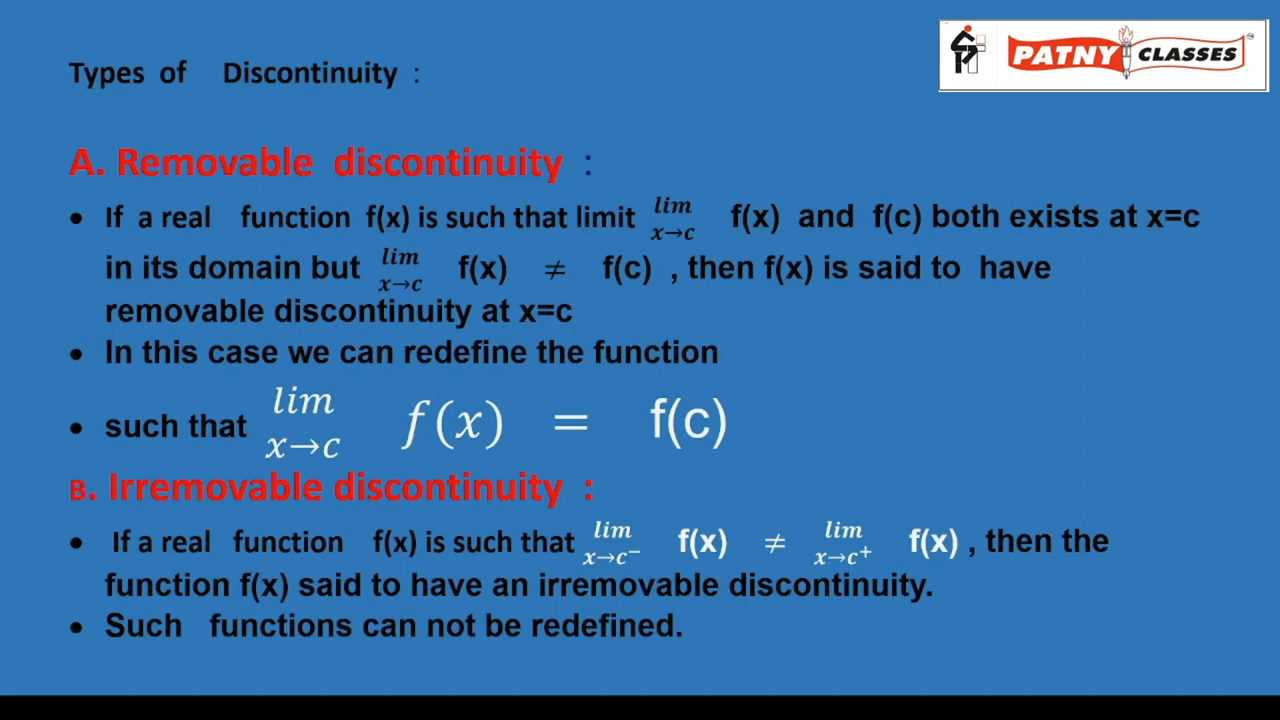 Types of Discontinuity :
PATNY CLASSES
TM
A. Removable discontinuity :
• If a real function f(x) is such that limit lim x→c f(x) and f(c) both exists at x=c
in its domain but lim x→c f(x) ≠ f(c) , then f(x) is said to have
removable discontinuity at x=c
• In this case we can redefine the function
• such that lim x→c f(x) = f(c)
B. Irremovable discontinuity :
• If a real function f(x) is such that lim x→c⁻ f(x) ≠ lim x→c⁺ f(x) , then the
function f(x) said to have an irremovable discontinuity.
• Such functions can not be redefined.